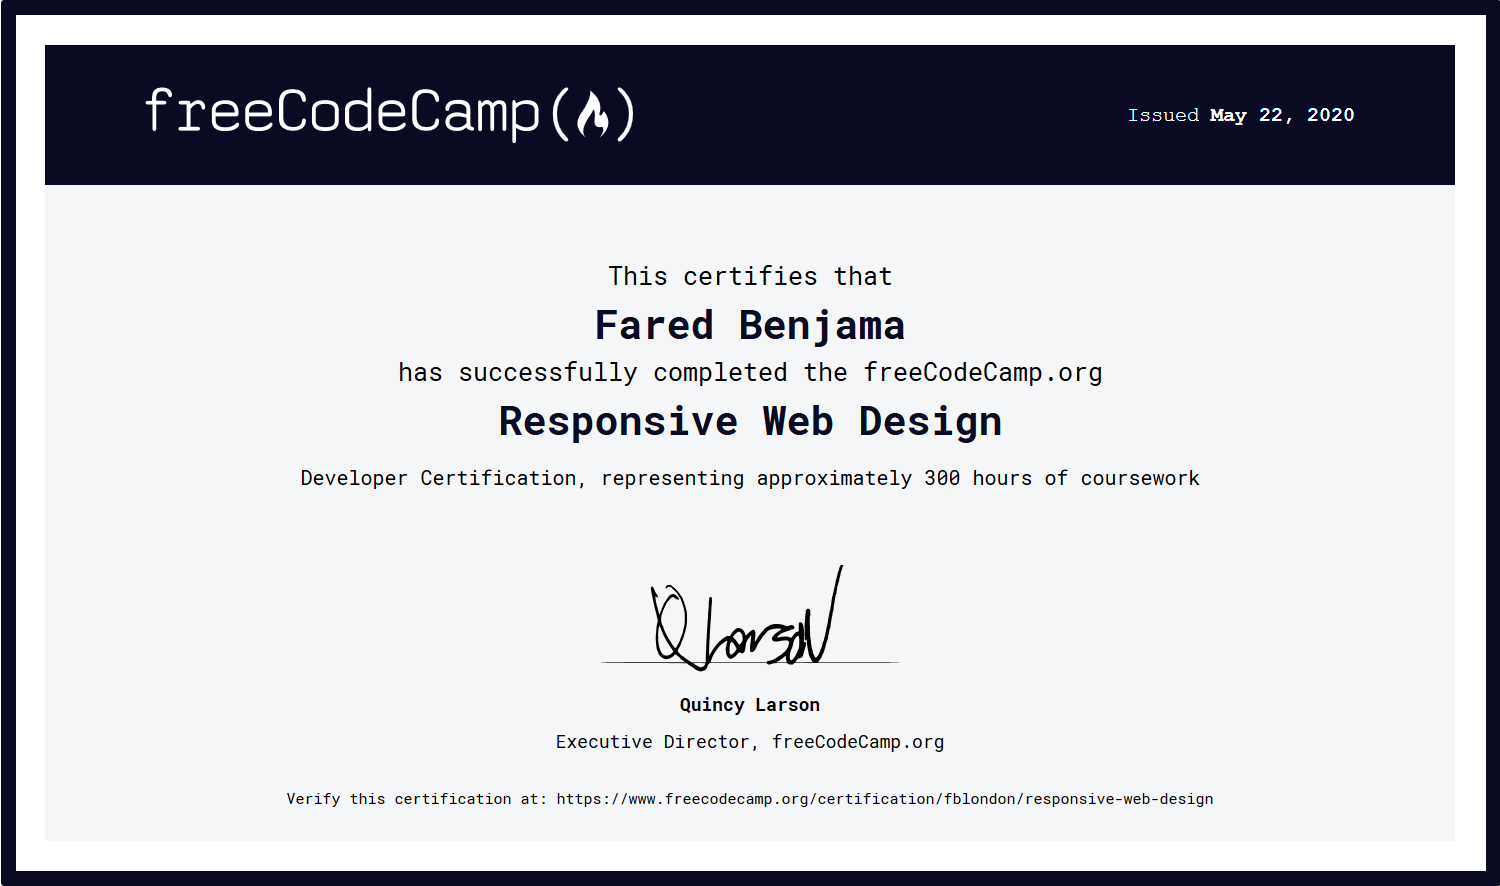 freeCodeCamp
Issued May 22, 2020
This certifies that
Fared Benjama
has successfully completed the freeCodeCamp.org
Responsive Web Design
Developer Certification, representing approximately 300 hours of coursework
Q Larson
Quincy Larson
Executive Director, freeCodeCamp.org
Verify this certification at: https://www.freecodecamp.org/certification/fblondon/responsive-web-design